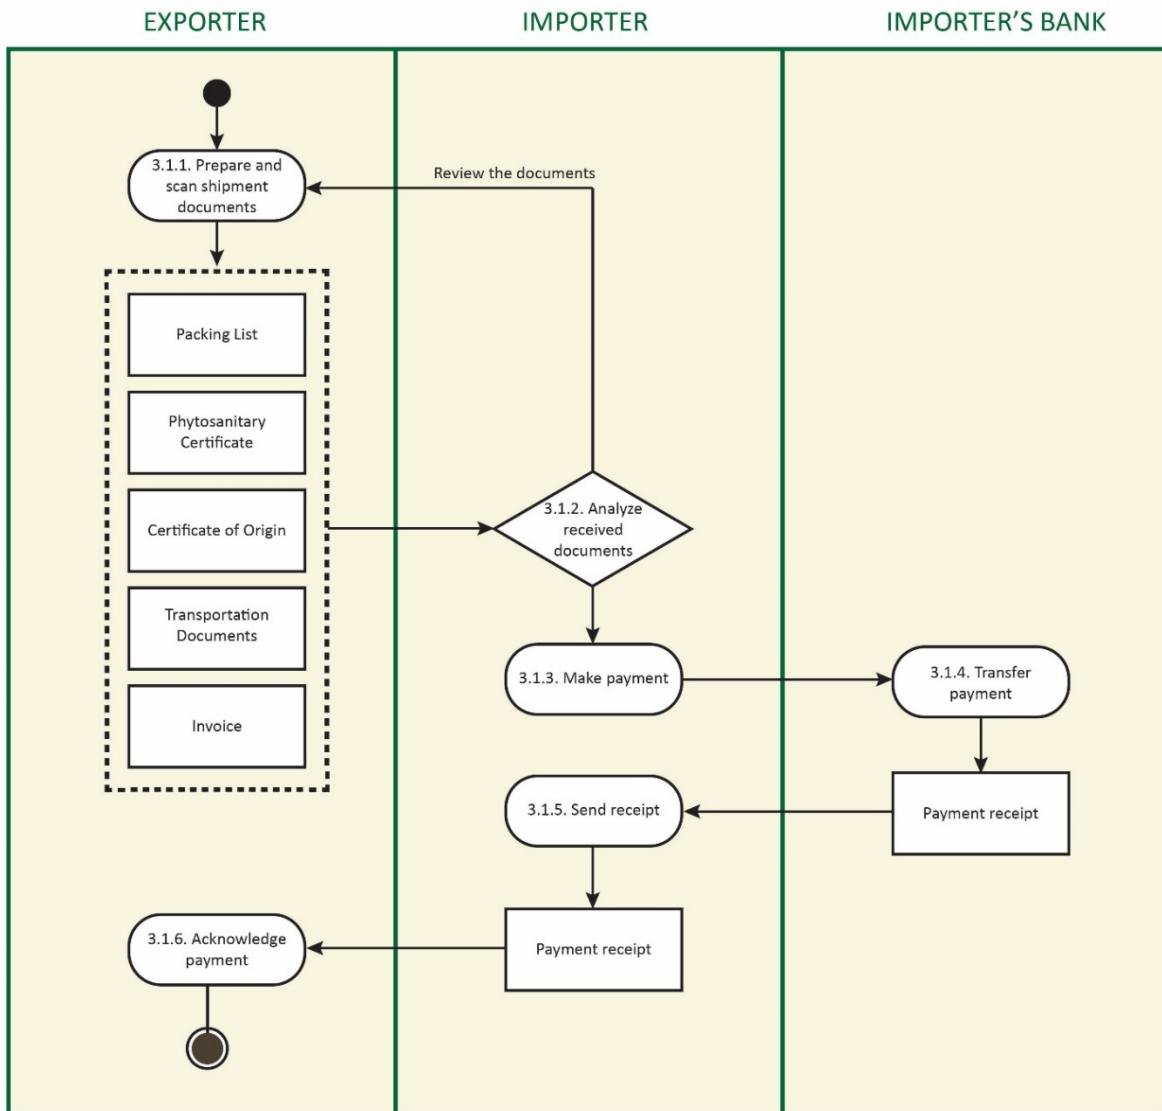 EXPORTER
IMPORTER
IMPORTER'S BANK
3.1.1. Prepare and
scan shipment
documents
Review the documents
Packing List
Phytosanitary
Certificate
Certificate of Origin
3.1.2. Analyze
received
documents
Transportation
Documents
3.1.3. Make payment
3.1.4. Transfer
payment
Invoice
3.1.5. Send receipt
Payment receipt
3.1.6. Acknowledge
payment
Payment receipt